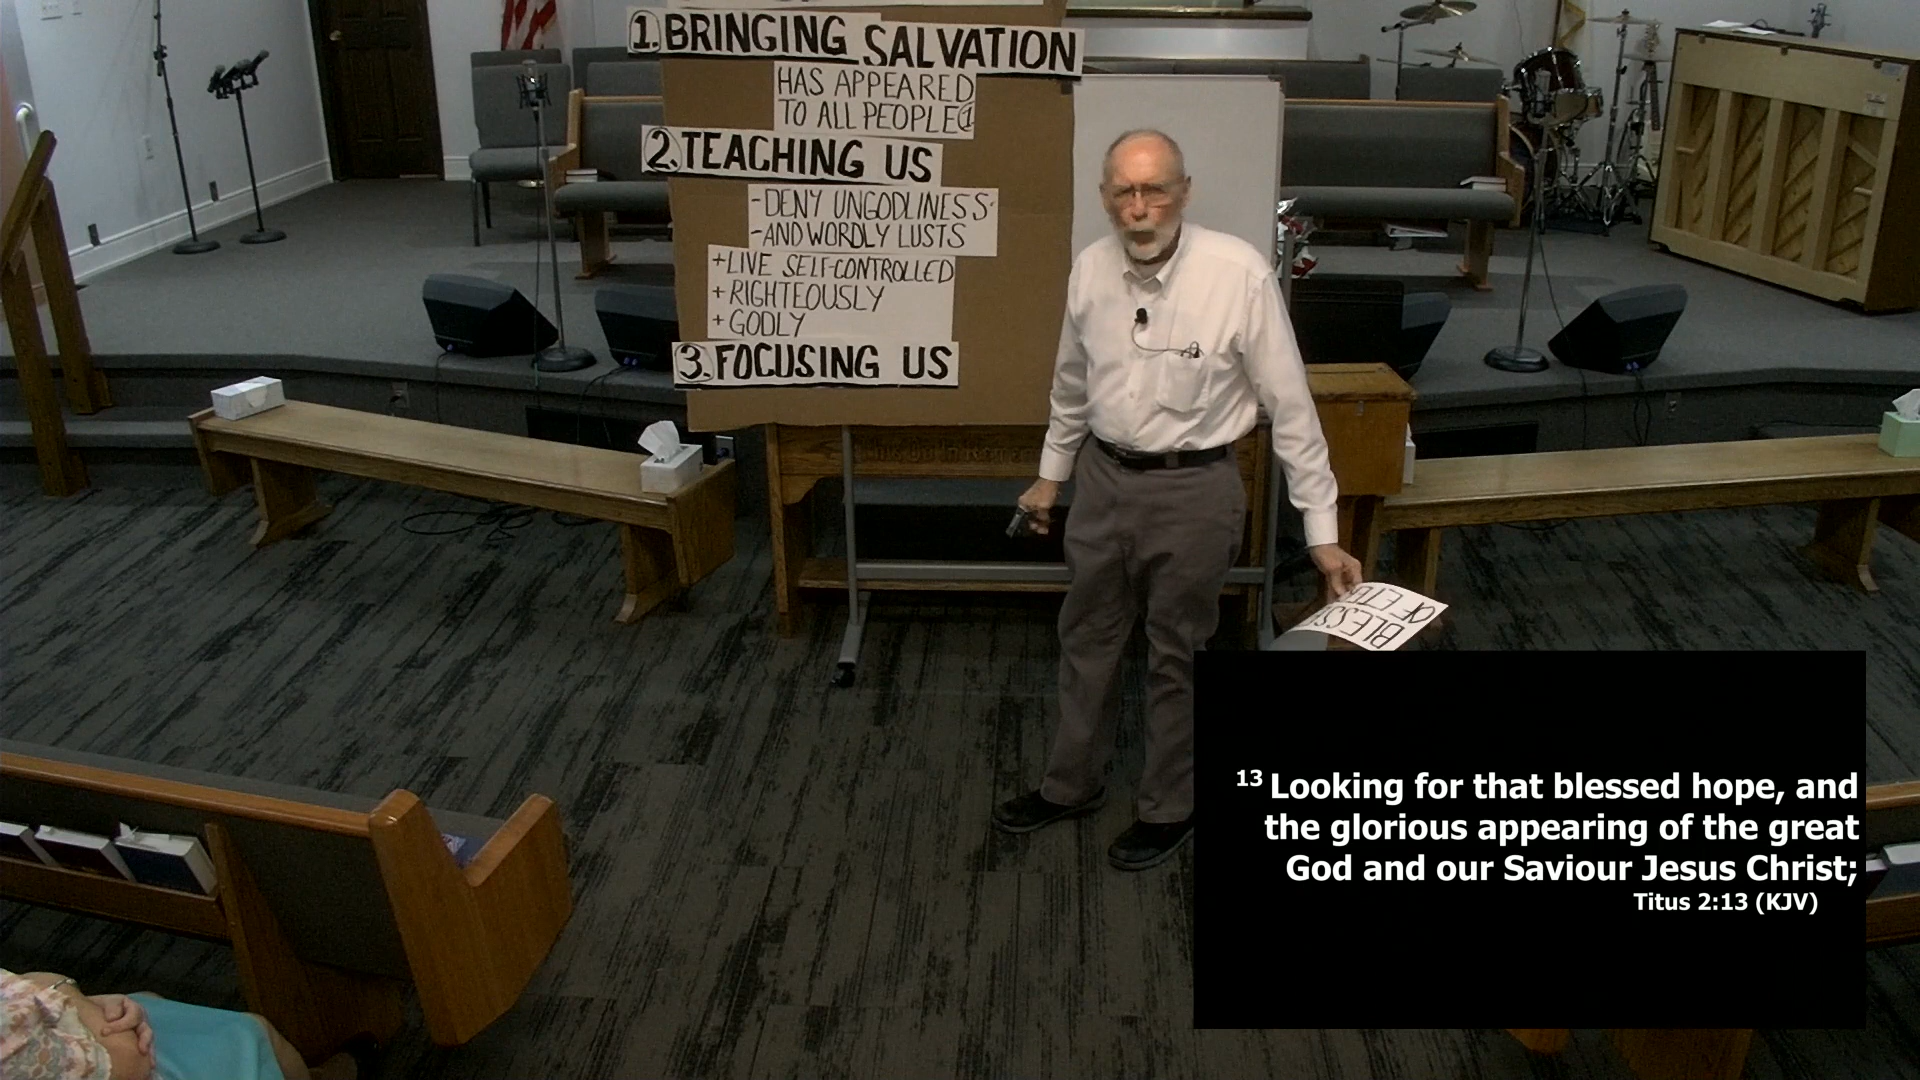 1. BRINGING SALVATION
HAS APPEARED
TO ALL PEOPLE 1
2. TEACHING US
-DENY UNGODLINESS
-AND WORDLY LUSTS
+LIVE SELF-CONTROLLED
+ RIGHTEOUSLY
+ GODLY
3. FOCUSING US
13 Looking for that blessed hope, and
the glorious appearing of the great
God and our Saviour Jesus Christ;
Titus 2:13 (KJV)